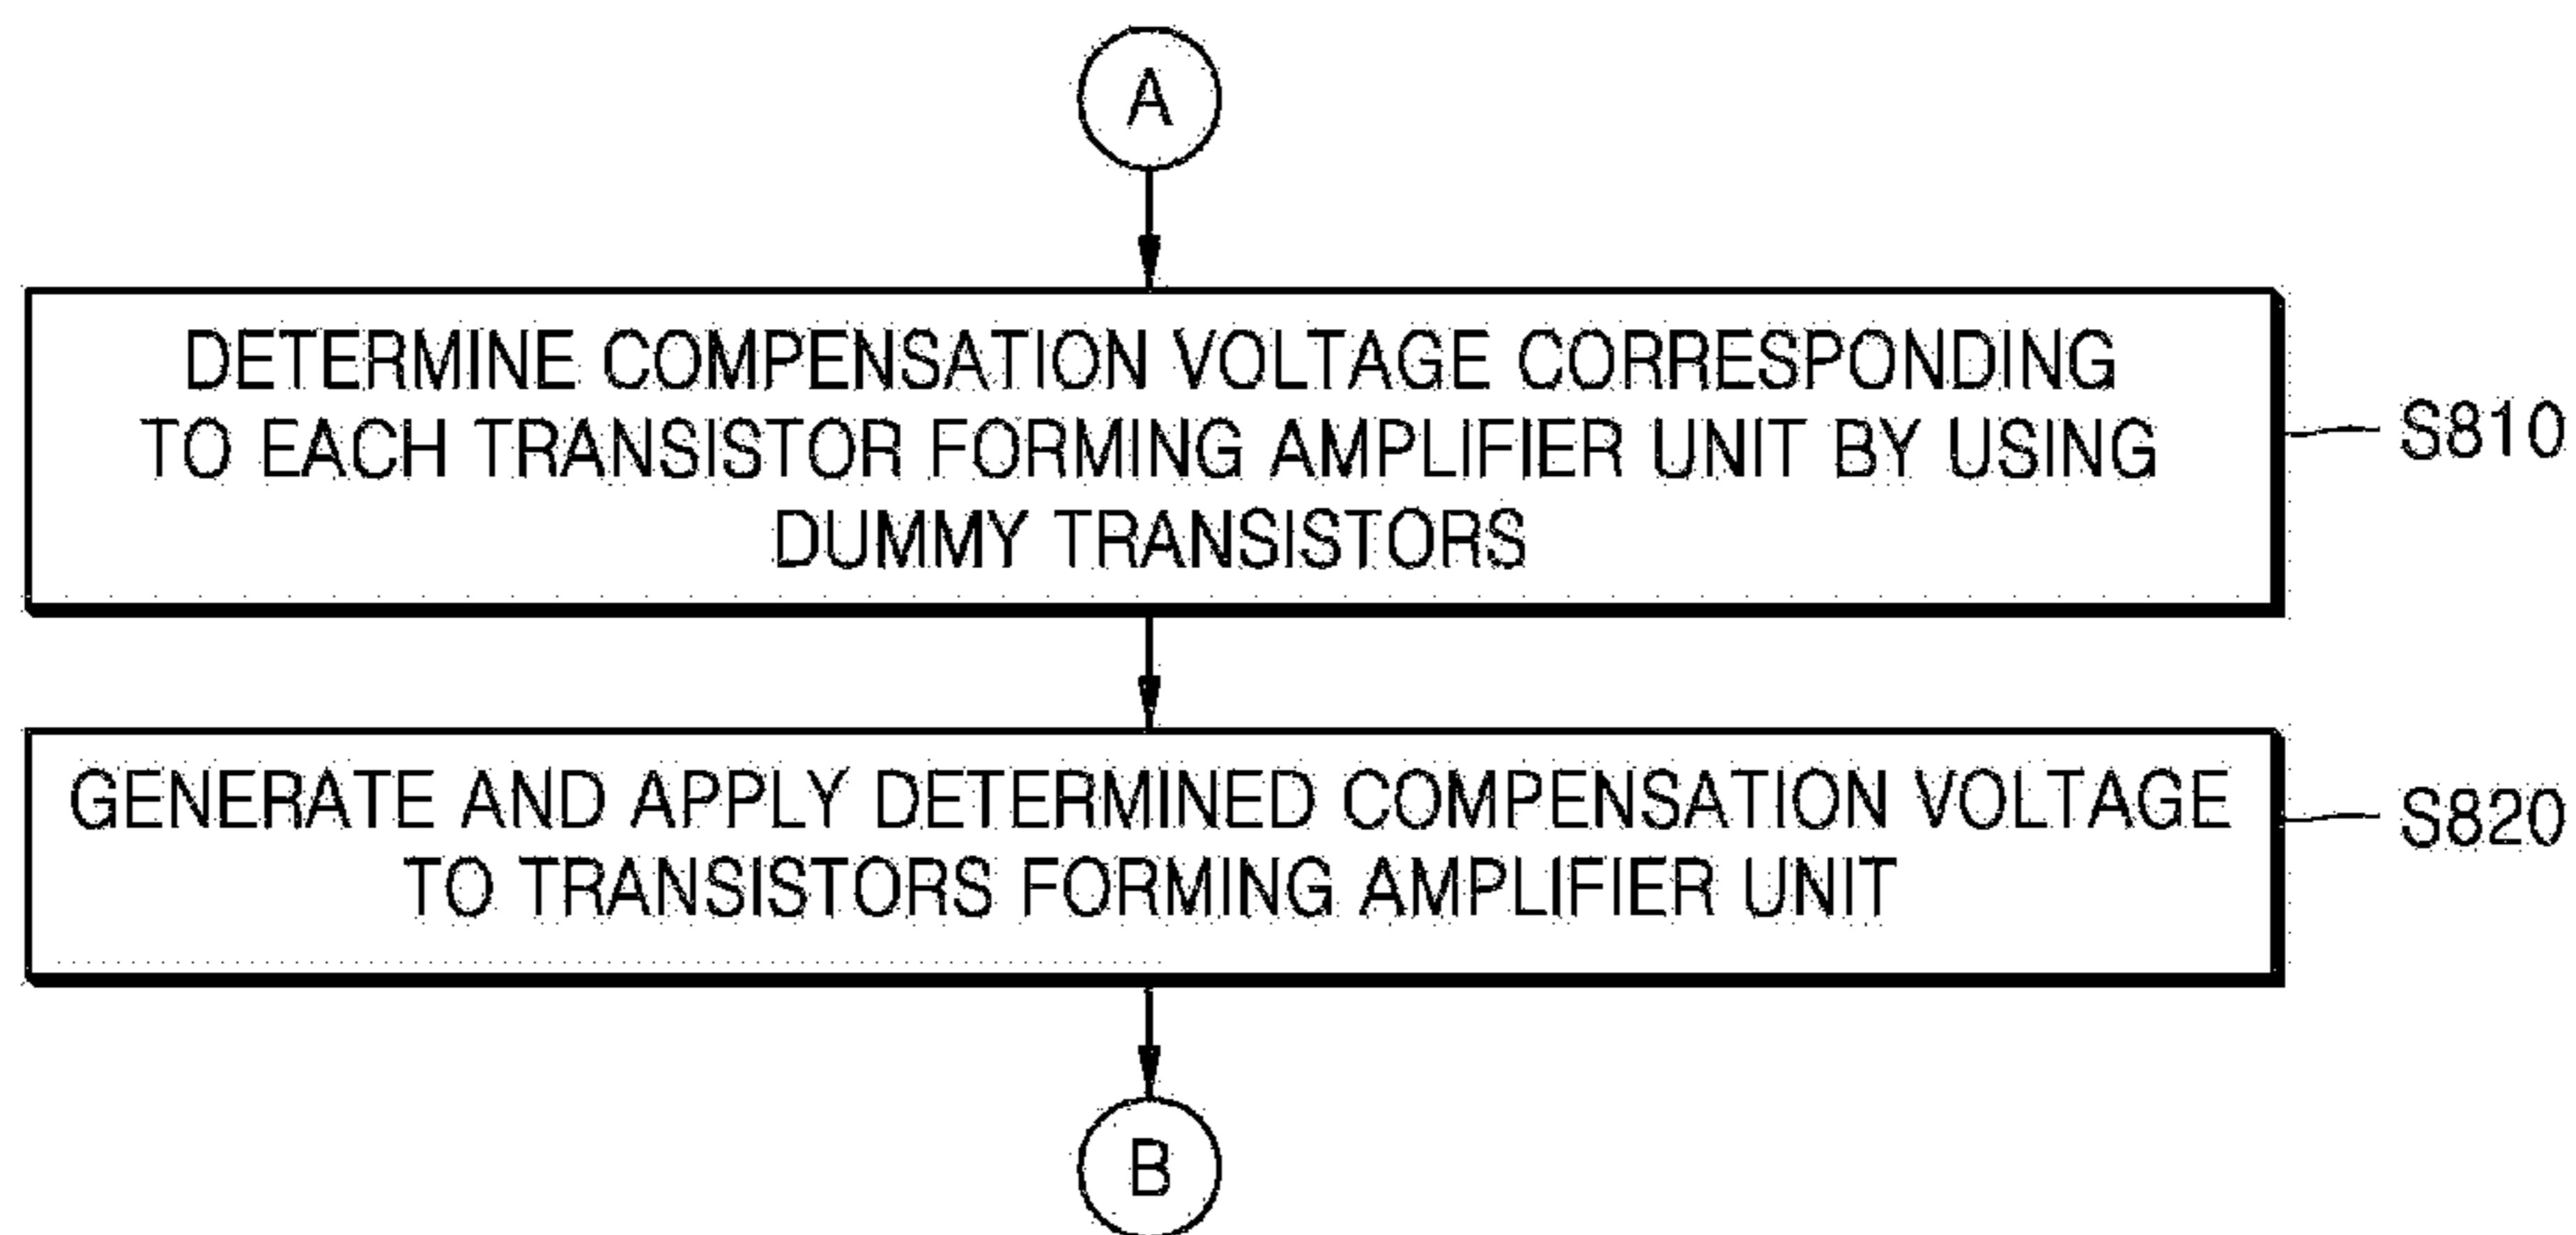 A
DETERMINE COMPENSATION VOLTAGE CORRESPONDING
TO EACH TRANSISTOR FORMING AMPLIFIER UNIT BY USING
DUMMY TRANSISTORS
S810
GENERATE AND APPLY DETERMINED COMPENSATION VOLTAGE
TO TRANSISTORS FORMING AMPLIFIER UNIT
S820
B